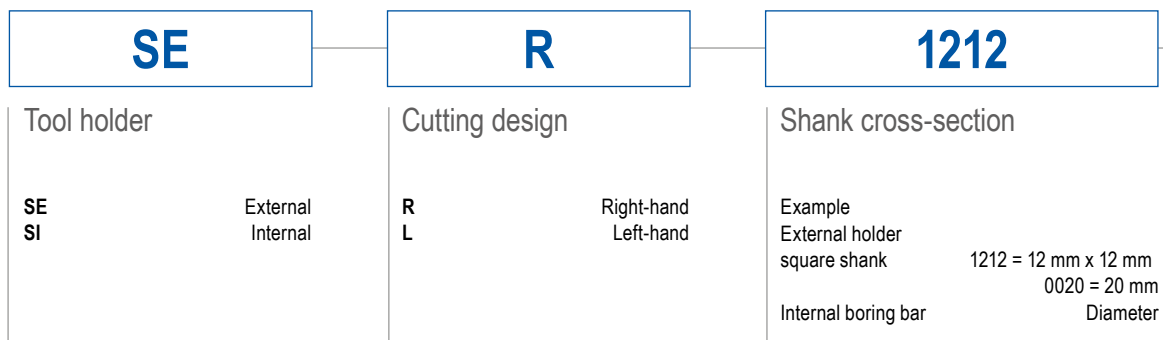 SE R 1212
Tool holder
SE External
SI Internal
Cutting design
R Right-hand
L Left-hand
Shank cross-section
Example
External holder
square shank 1212 = 12 mm x 12 mm
0020 = 20 mm
Internal boring bar Diameter